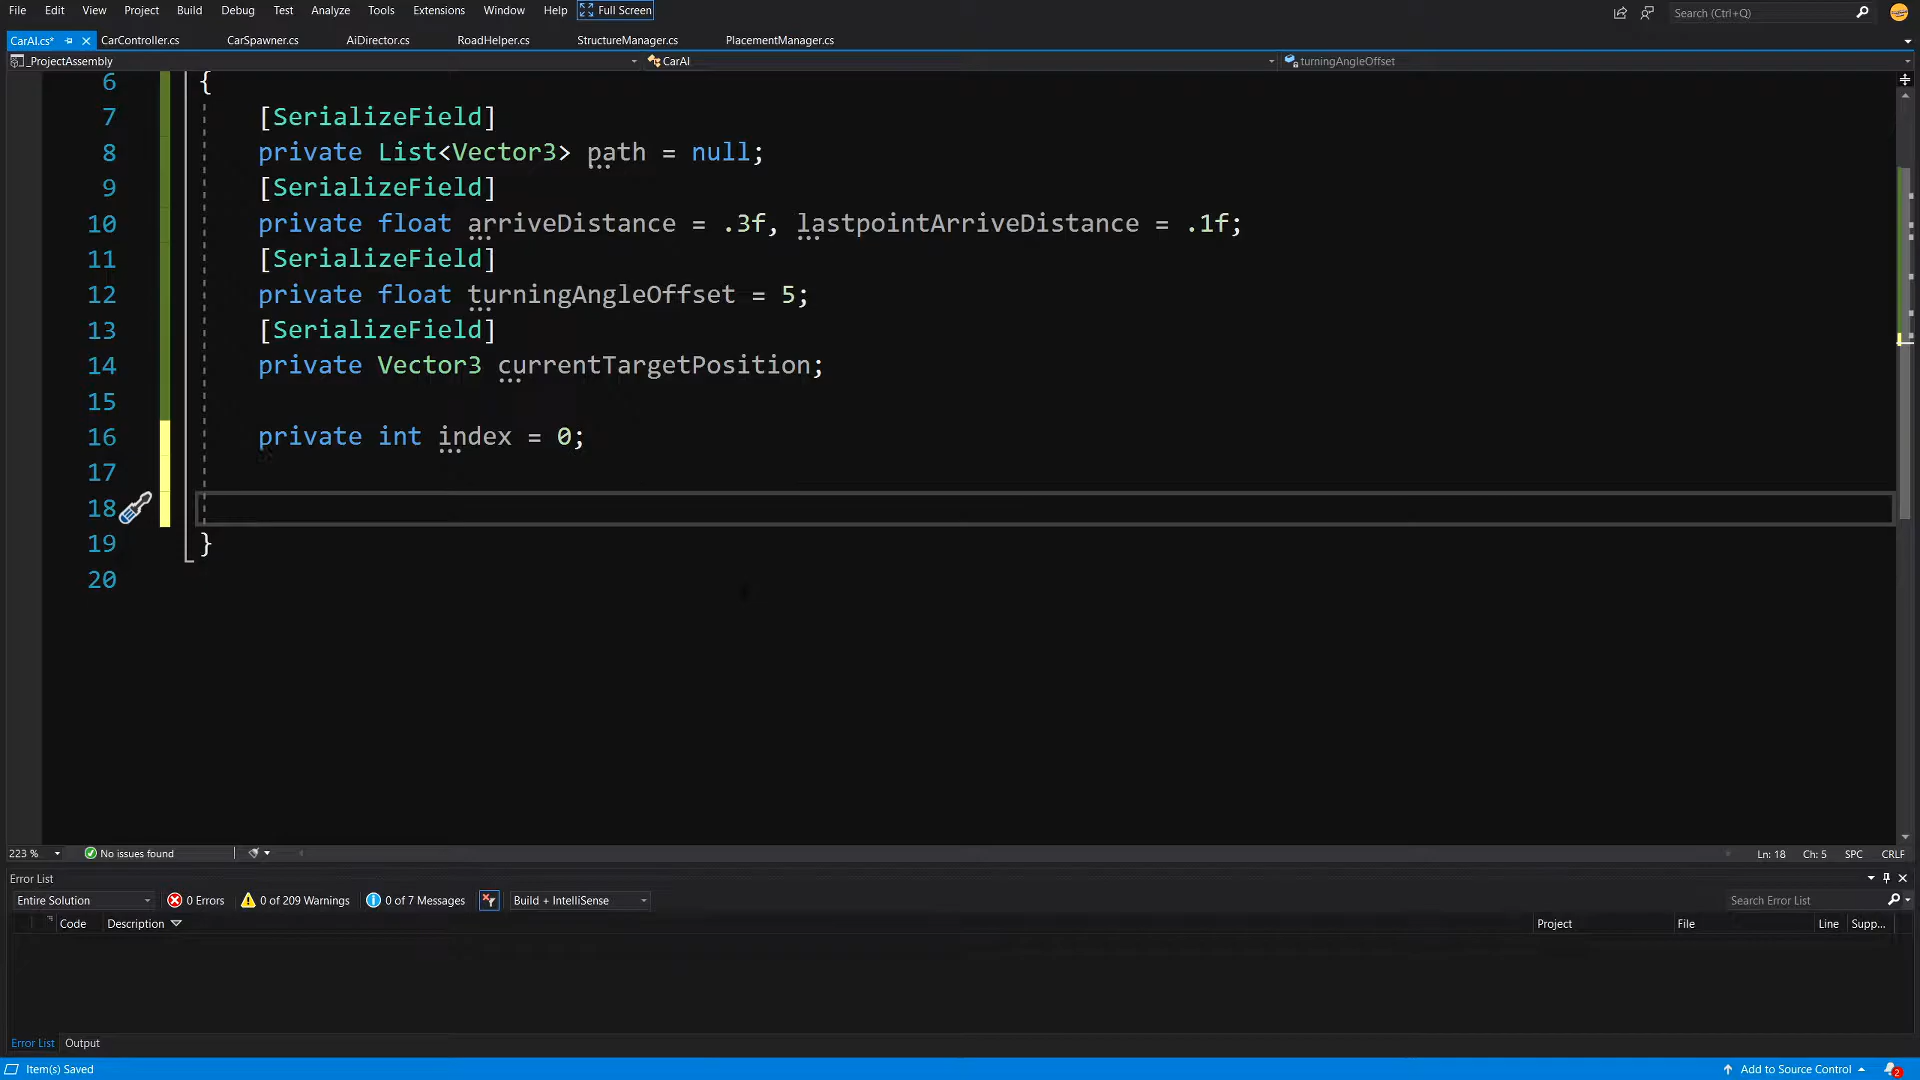 File Edit View Project Build Debug Test Analyze Tools Extensions Window Help Full Screen Search (Ctrl+Q)
CarAI.cs* CarController.cs CarSpawner.cs AiDirector.cs RoadHelper.cs StructureManager.cs PlacementManager.cs
_ProjectAssembly CarAI turningAngleOffset
6 {
7 [SerializeField]
8 private List<Vector3> path = null;
9 [SerializeField]
10 private float arriveDistance = .3f, lastpointArriveDistance = .1f;
11 [SerializeField]
12 private float turningAngleOffset = 5;
13 [SerializeField]
14 private Vector3 currentTargetPosition;
15
16 private int index = 0;
17
18
19 }
20
223 % No issues found Ln: 18 Ch: 5 SPC CRLF
Error List
Entire Solution 0 Errors 0 of 209 Warnings 0 of 7 Messages Build + IntelliSense Search Error List
Code Description Project File Line Supp...
Error List Output
Item(s) Saved Add to Source Control 2